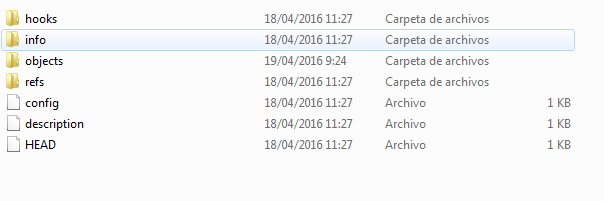 hooks 18/04/2016 11:27 Carpeta de archivos
info 18/04/2016 11:27 Carpeta de archivos
objects 19/04/2016 9:24 Carpeta de archivos
refs 18/04/2016 11:27 Carpeta de archivos
config 18/04/2016 11:27 Archivo 1 KB
description 18/04/2016 11:27 Archivo 1 KB
HEAD 18/04/2016 11:27 Archivo 1 KB